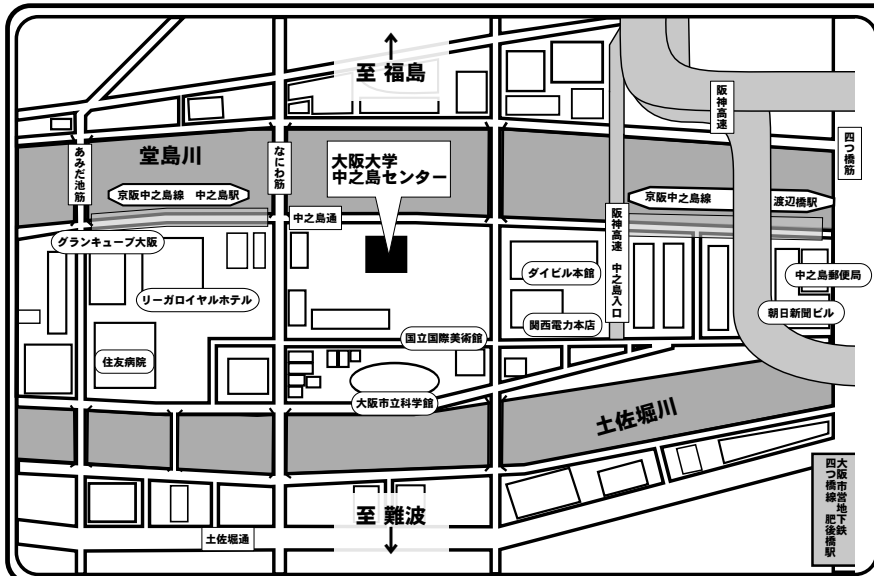 至 福島
阪神高速
四つ橋筋
あみだ池筋
堂島川
なにわ筋
大阪大学
中之島センター
京阪中之島線 中之島駅
京阪中之島線 渡辺橋駅
中之島通
阪神高速 中之島入口
グランキューブ大阪
ダイビル本館
中之島郵便局
リーガロイヤルホテル
朝日新聞ビル
関西電力本店
国立国際美術館
住友病院
大阪市立科学館
土佐堀川
大阪市営地下鉄
四つ橋線 肥後橋駅
至 難波
土佐堀通